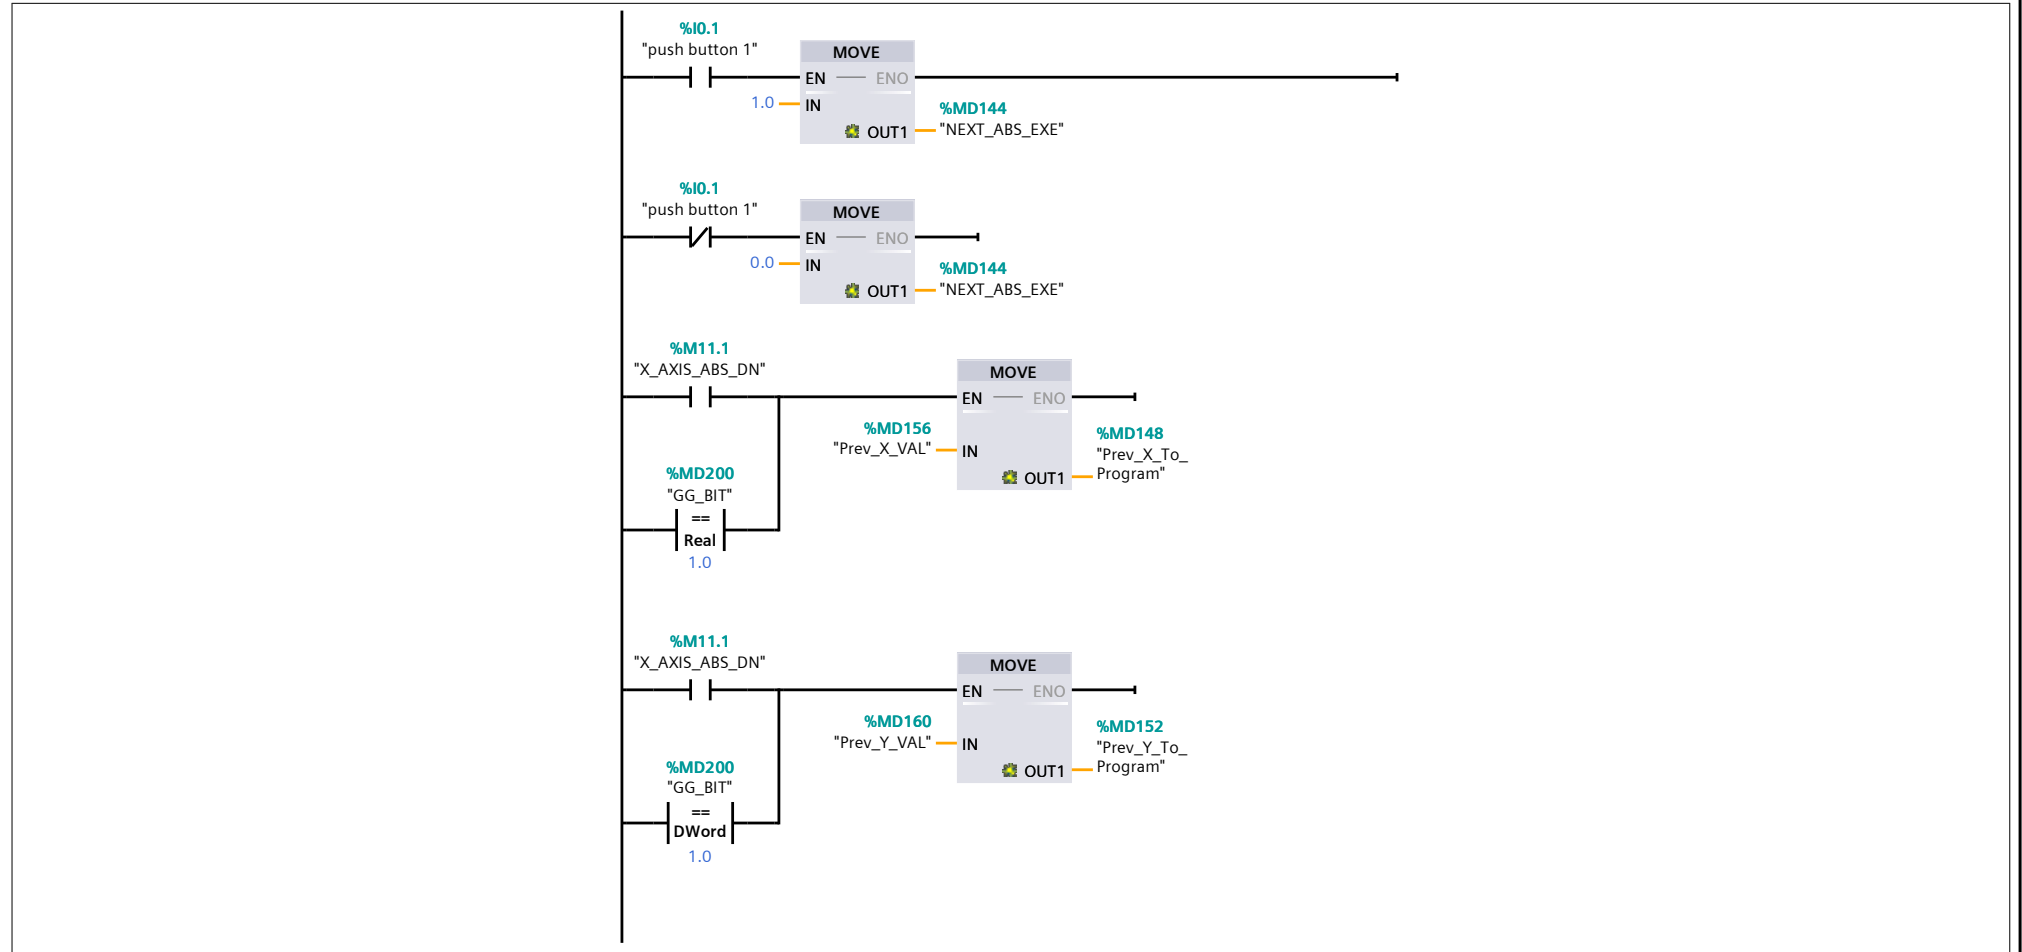 %I0.1
"push button 1"
MOVE
EN ENO
1.0 IN
%MD144
OUT1 "NEXT_ABS_EXE"
%I0.1
"push button 1"
MOVE
EN ENO
0.0 IN
%MD144
OUT1 "NEXT_ABS_EXE"
%M11.1
"X_AXIS_ABS_DN"
MOVE
EN ENO
%MD156
"Prev_X_VAL" IN
%MD148
"Prev_X_To_
Program"
OUT1
%MD200
"GG_BIT"
==
Real
1.0
%M11.1
"X_AXIS_ABS_DN"
MOVE
EN ENO
%MD160
"Prev_Y_VAL" IN
%MD152
"Prev_Y_To_
Program"
OUT1
%MD200
"GG_BIT"
==
DWord
1.0